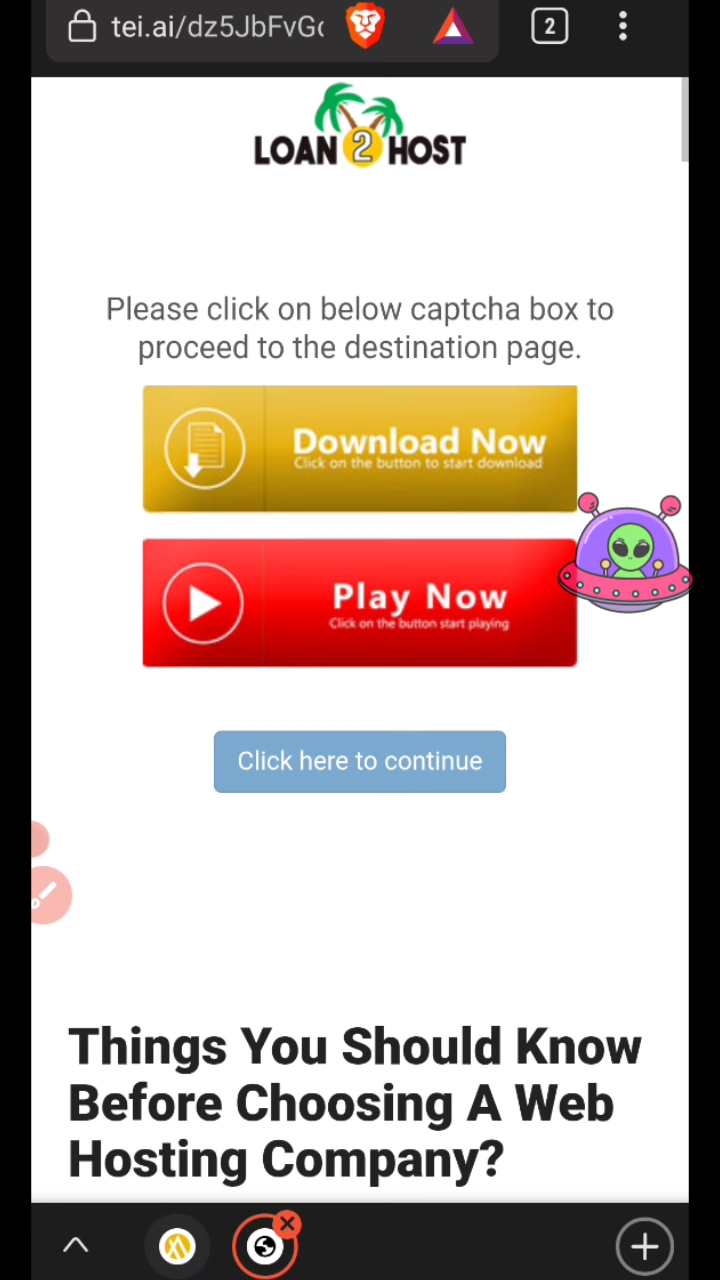 tei.ai/dz5JbFvG
2
LOAN 2 HOST
Please click on below captcha box to
proceed to the destination page.
Download Now
Click on the button to start download
Play Now
Click on the button start playing
Click here to continue
Things You Should Know
Before Choosing A Web
Hosting Company?